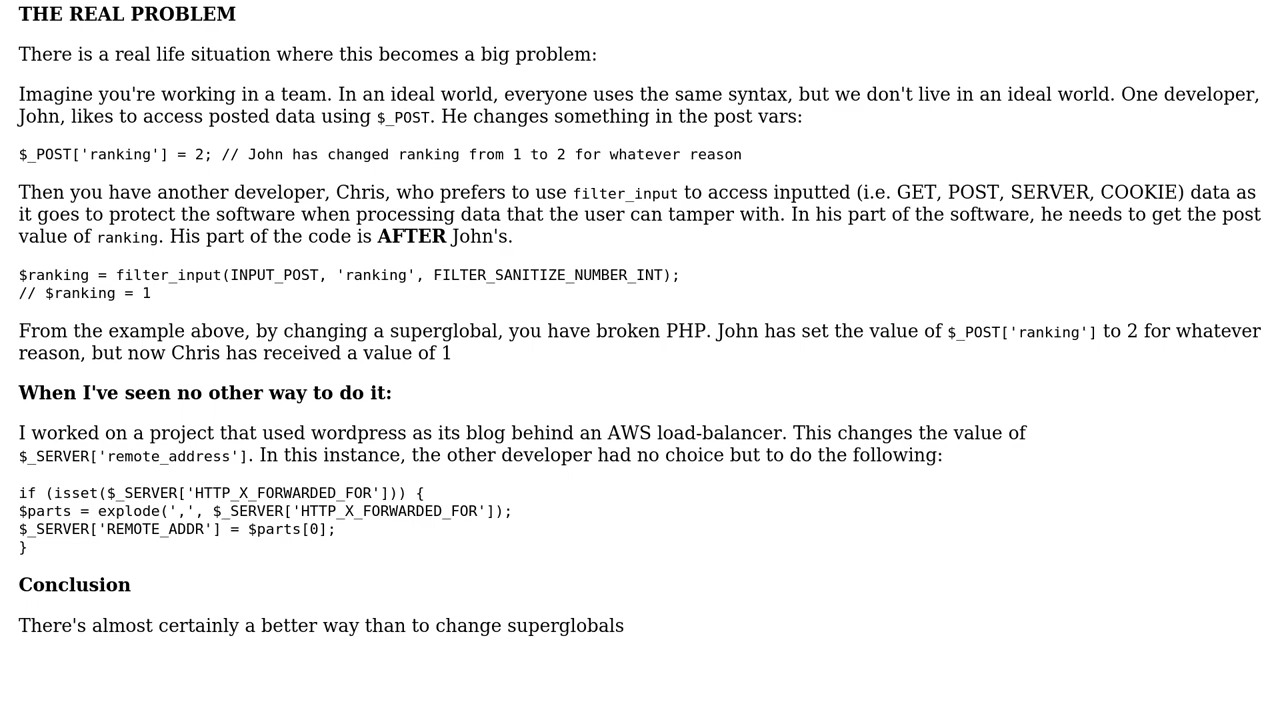 THE REAL PROBLEM
There is a real life situation where this becomes a big problem:
Imagine you're working in a team. In an ideal world, everyone uses the same syntax, but we don't live in an ideal world. One developer,
John, likes to access posted data using $_POST. He changes something in the post vars:
$_POST['ranking'] = 2; // John has changed ranking from 1 to 2 for whatever reason
Then you have another developer, Chris, who prefers to use filter_input to access inputted (i.e. GET, POST, SERVER, COOKIE) data as
it goes to protect the software when processing data that the user can tamper with. In his part of the software, he needs to get the post
value of ranking. His part of the code is AFTER John's.
$ranking = filter_input(INPUT_POST, 'ranking', FILTER_SANITIZE_NUMBER_INT);
// $ranking = 1
From the example above, by changing a superglobal, you have broken PHP. John has set the value of $_POST['ranking'] to 2 for whatever
reason, but now Chris has received a value of 1
When I've seen no other way to do it:
I worked on a project that used wordpress as its blog behind an AWS load-balancer. This changes the value of
$_SERVER['remote_address']. In this instance, the other developer had no choice but to do the following:
if (isset($_SERVER['HTTP_X_FORWARDED_FOR'])) {
$parts = explode(',', $_SERVER['HTTP_X_FORWARDED_FOR']);
$_SERVER['REMOTE_ADDR'] = $parts[0];
}
Conclusion
There's almost certainly a better way than to change superglobals